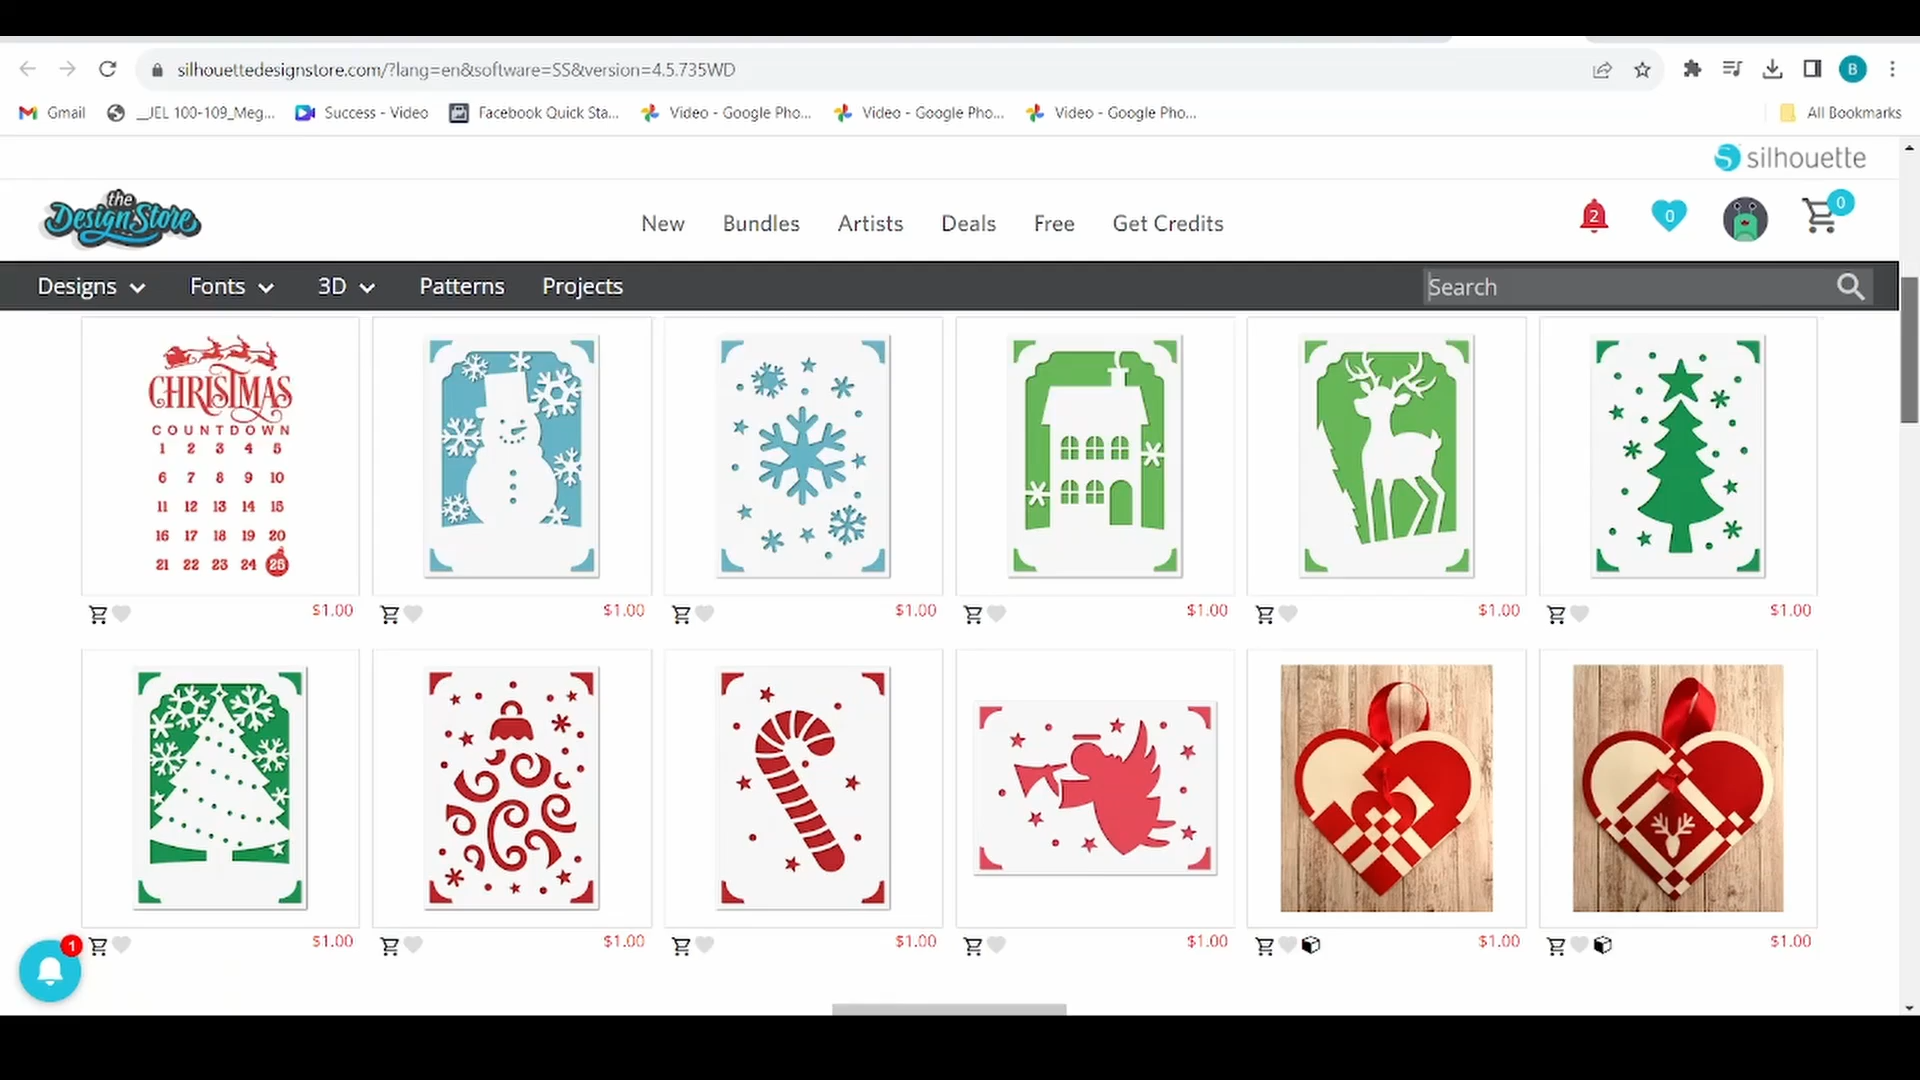 silhouettedesignstore.com/?lang=en&software=SS&version=4.5.735WD
B
Gmail
__JEL 100-109_Meg...
Success - Video
Facebook Quick Sta...
Video - Google Pho...
Video - Google Pho...
Video - Google Pho...
All Bookmarks
S silhouette
the
Design Store
New
Bundles
Artists
Deals
Free
Get Credits
2
0
0
Designs
Fonts
3D
Patterns
Projects
Search
CHRISTMAS
COUNTDOWN
1 2 3 4 5
6 7 8 9 10
11 12 13 14 15
16 17 18 19 20
21 22 23 24 25
$1.00
$1.00
$1.00
$1.00
$1.00
$1.00
1
$1.00
$1.00
$1.00
$1.00
$1.00
$1.00